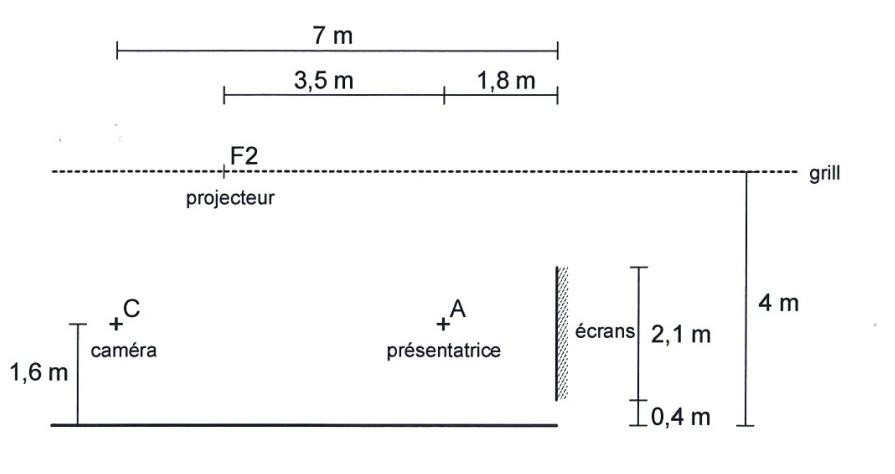 7 m
3,5 m
1,8 m
F2
grill
projecteur
C
A
4 m
caméra
présentatrice
écrans
2,1 m
1,6 m
0,4 m